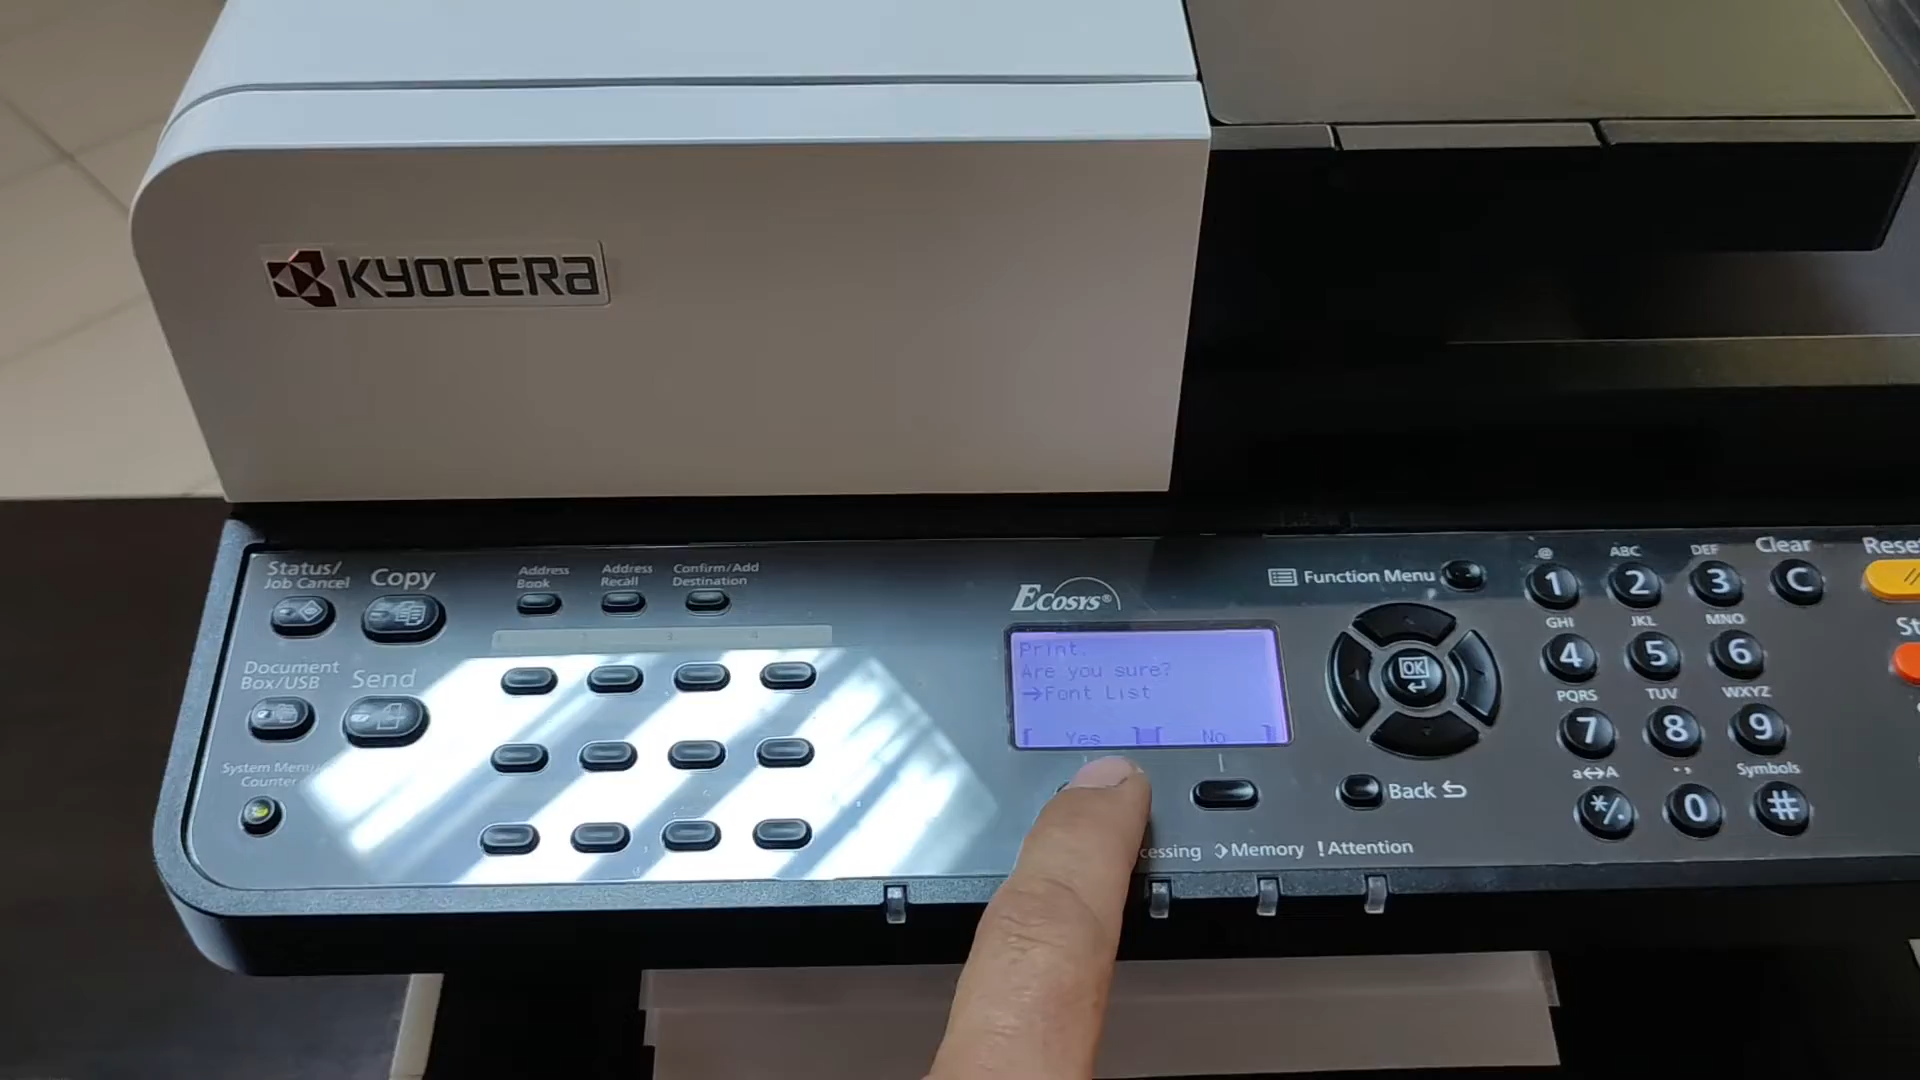 KYOCERA
Status/
Job Cancel
Copy
Address
Book
Address
Recall
Confirm/Add
Destination
Document
Box/USB
Send
System Menu/
Counter
ECOSYS®
Print.
Are you sure?
→Font List
[ Yes ] [ No ]
Function Menu
OK
Back
Memory
!Attention
.@
ABC
DEF
Clear
1
2
3
C
GHI
JKL
MNO
4
5
6
PQRS
TUV
WXYZ
7
8
9
a↔A
Symbols
*/.
0
#